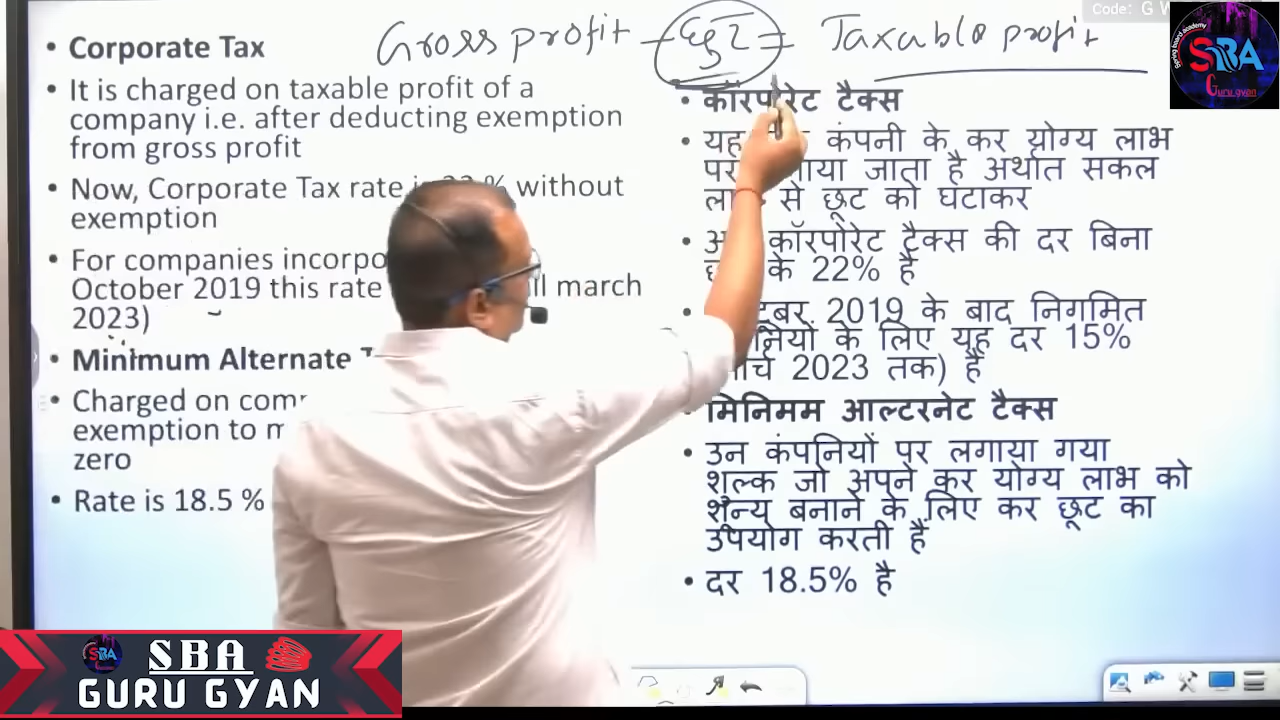 Code: G
Gross profit – छूट = Taxable profit
SBA
Guru gyan
• Corporate Tax
• It is charged on taxable profit of a
company i.e. after deducting exemption
from gross profit
• Now, Corporate Tax rate % without
exemption
• For companies
October 2019 this rate march
2023)
• Minimum Alternate
• Charged on
exemption to
zero
• Rate is 18.5 %
• कॉरपोरेट टैक्स
• यह कंपनी के कर योग्य लाभ
पर जाता है अर्थात सकल
से छूट को घटाकर
• कॉरपोरेट टैक्स की दर बिना
के 22% है
• 2019 के बाद निगमित
के लिए यह दर 15%
2023 तक) है
• मिनिमम आल्टरनेट टैक्स
• उन कंपनियों पर लगाया गया
शुल्क जो अपने कर योग्य लाभ को
शून्य बनाने के लिए कर छूट का
उपयोग करती हैं
• दर 18.5% है
SBA
GURU GYAN